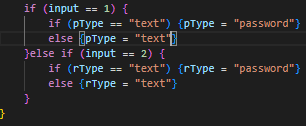 if (input == 1) {
if (pType == "text") {pType = "password"}
else {pType = "text"}
}else if (input == 2) {
if (rType == "text") {rType = "password"}
else {rType = "text"}
}
}